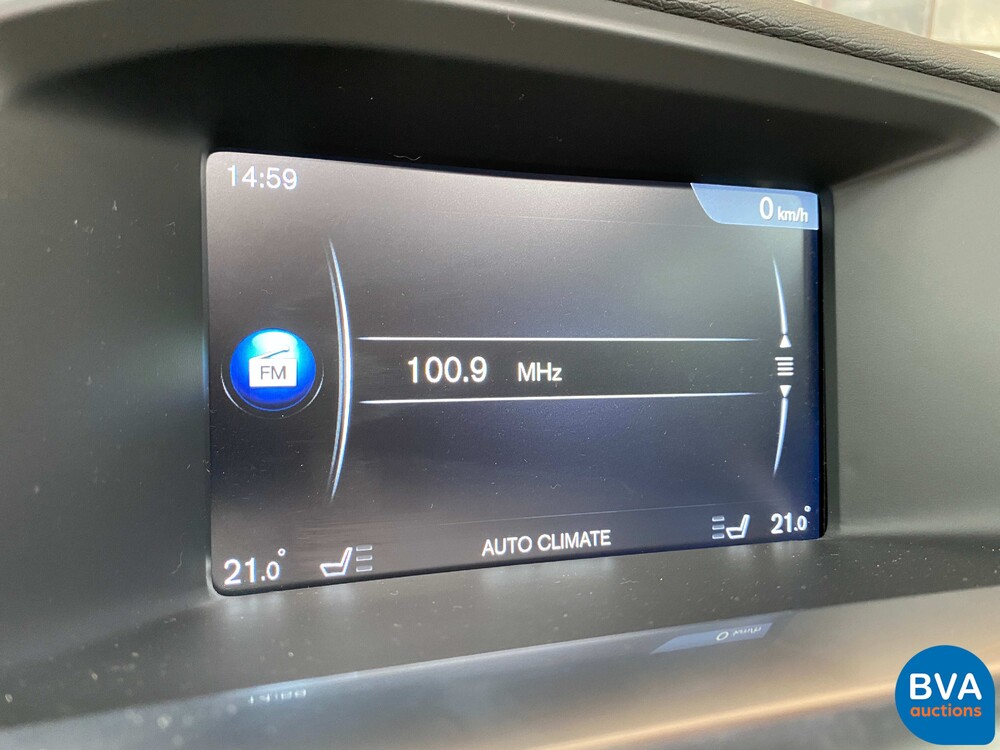 14:59
0 km/h
FM
100.9 MHz
21.0°
AUTO CLIMATE
21.0°
BVA
auctions